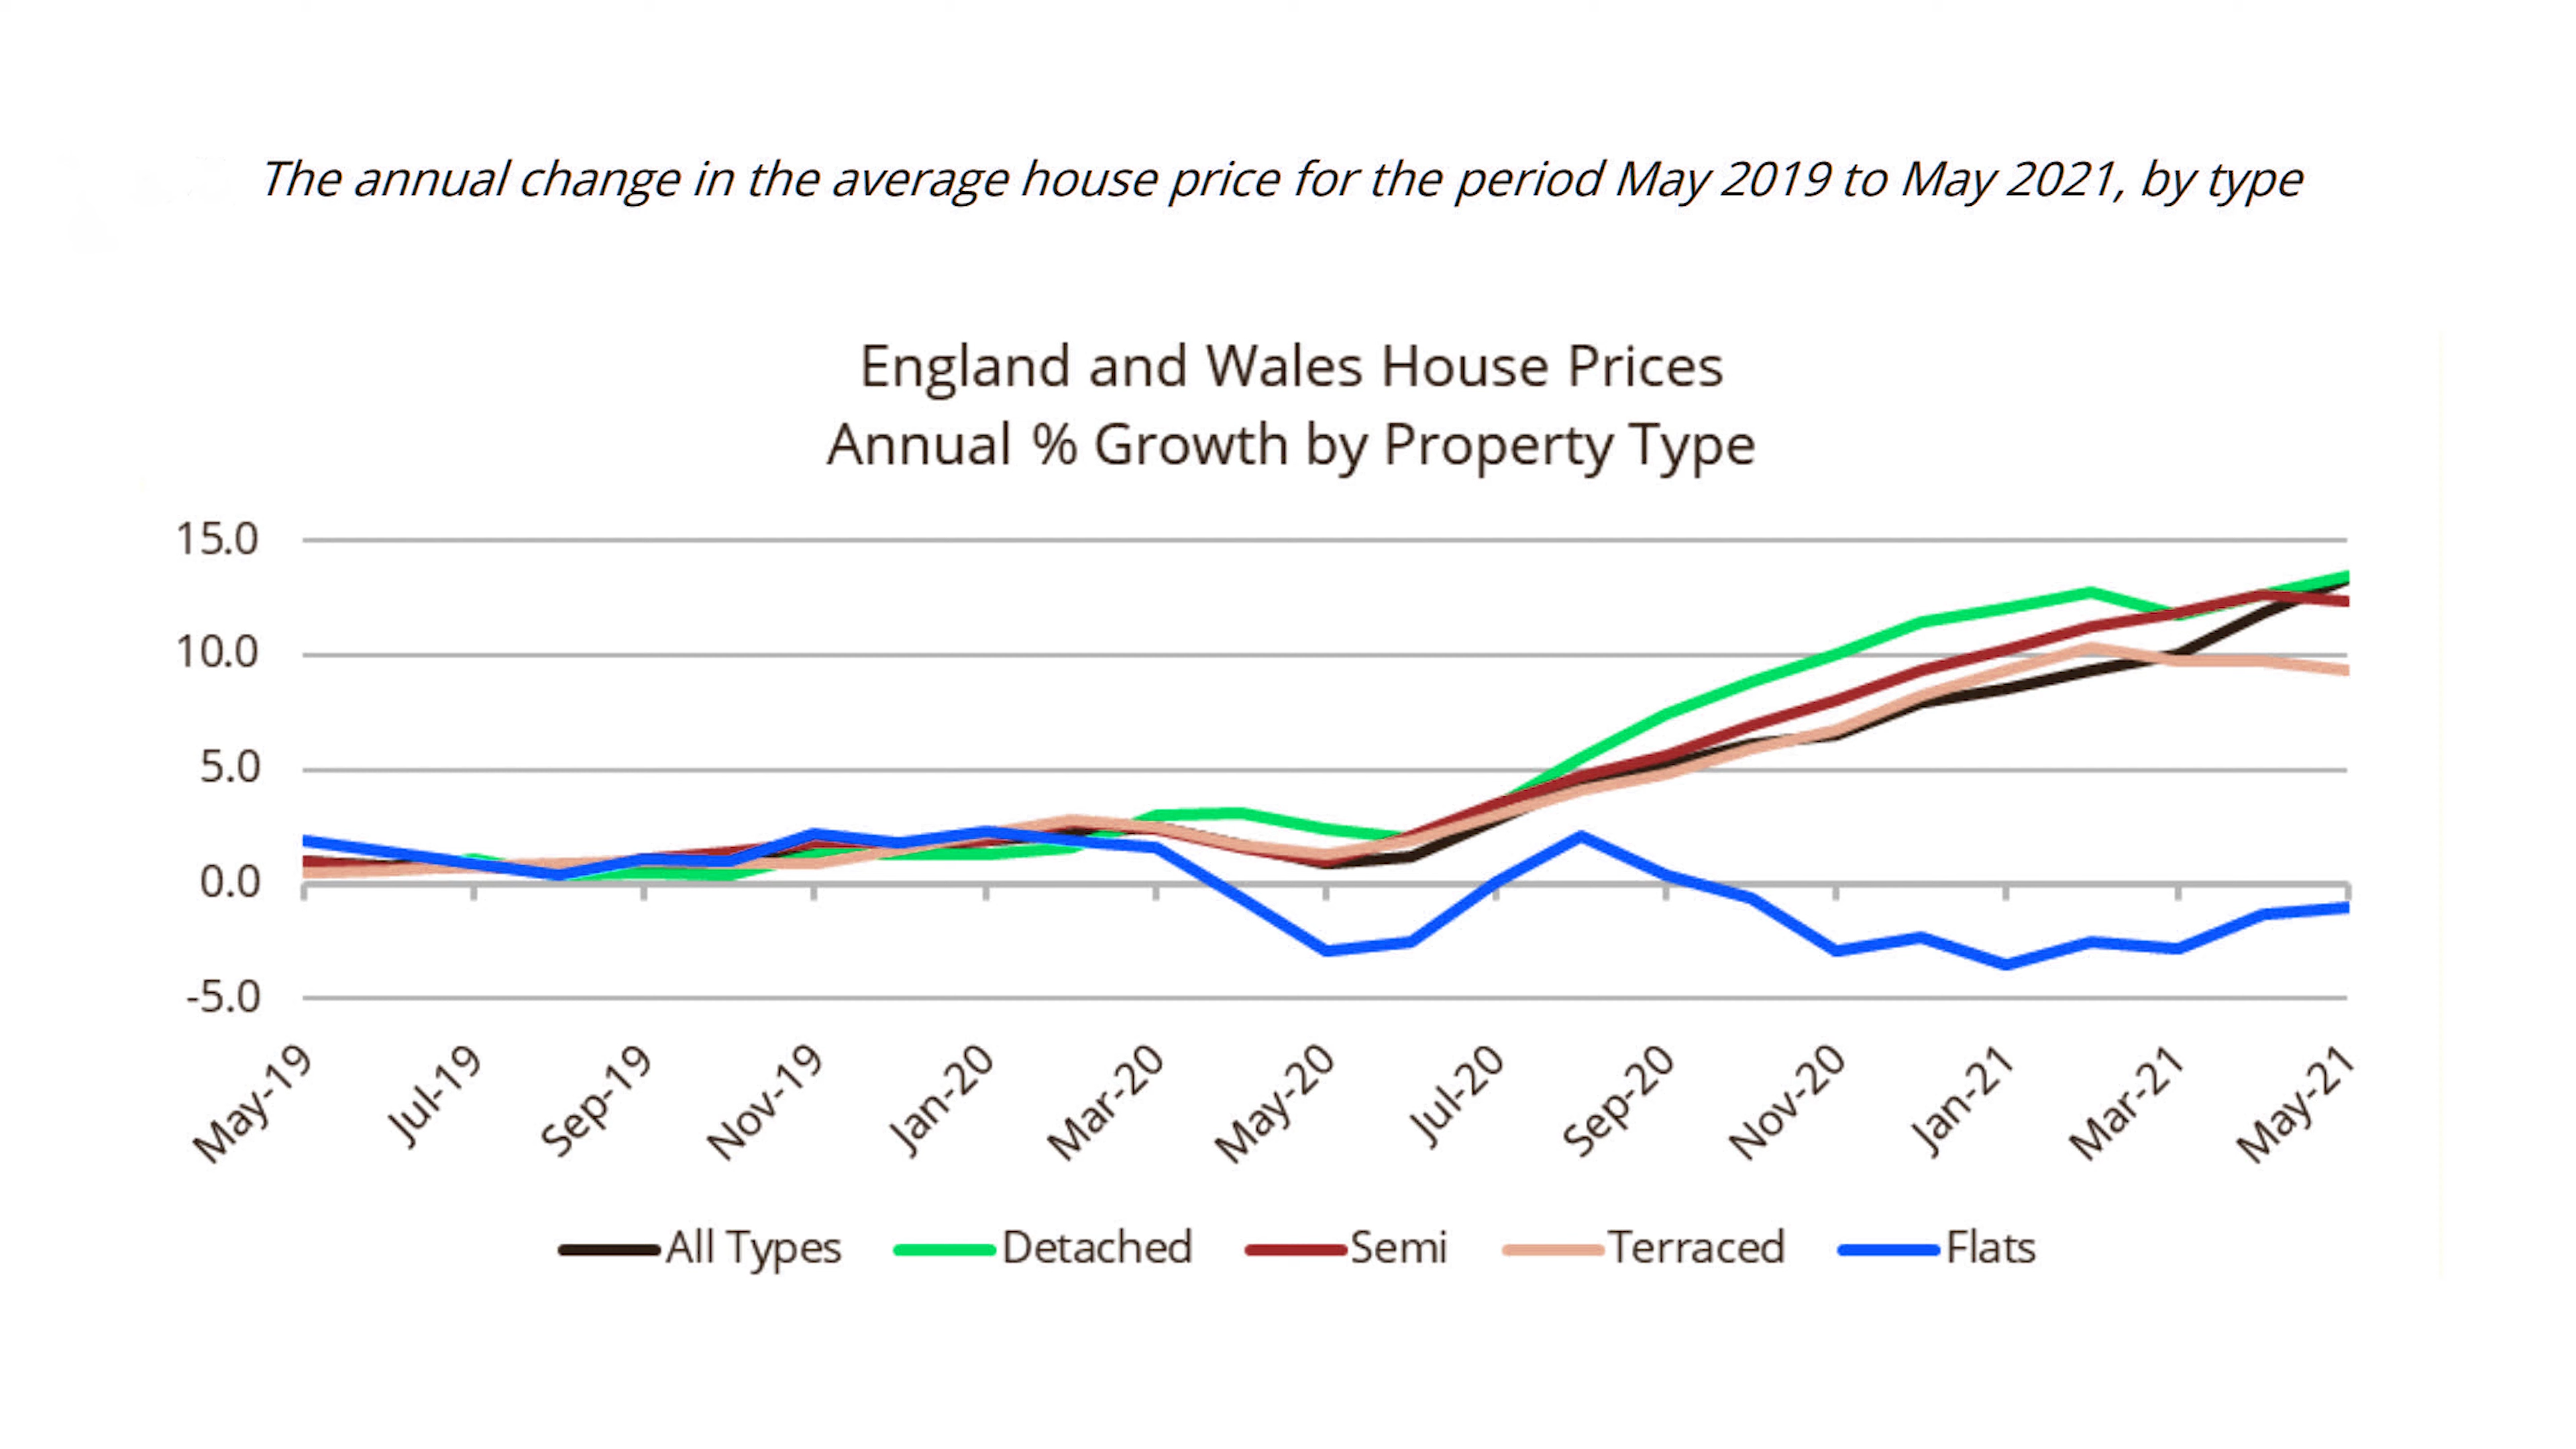 The annual change in the average house price for the period May 2019 to May 2021, by type
England and Wales House Prices
Annual % Growth by Property Type
15.0
10.0
5.0
0.0
-5.0
May-19 Jul-19 Sep-19 Nov-19 Jan-20 Mar-20 May-20 Jul-20 Sep-20 Nov-20 Jan-21 Mar-21 May-21
All Types Detached Semi Terraced Flats